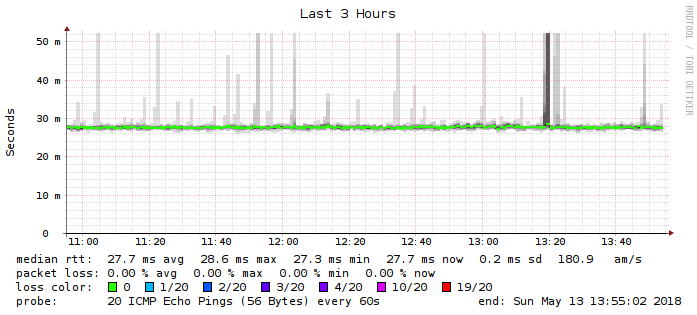 Last 3 Hours
RRDTOOL / TOBI OETIKER
Seconds
50 m
40 m
30 m
20 m
10 m
0
11:00 11:20 11:40 12:00 12:20 12:40 13:00 13:20 13:40
median rtt: 27.7 ms avg 28.6 ms max 27.3 ms min 27.7 ms now 0.2 ms sd 180.9 am/s
packet loss: 0.00 % avg 0.00 % max 0.00 % min 0.00 % now
loss color: 0 1/20 2/20 3/20 4/20 10/20 19/20
probe: 20 ICMP Echo Pings (56 Bytes) every 60s end: Sun May 13 13:55:02 2018